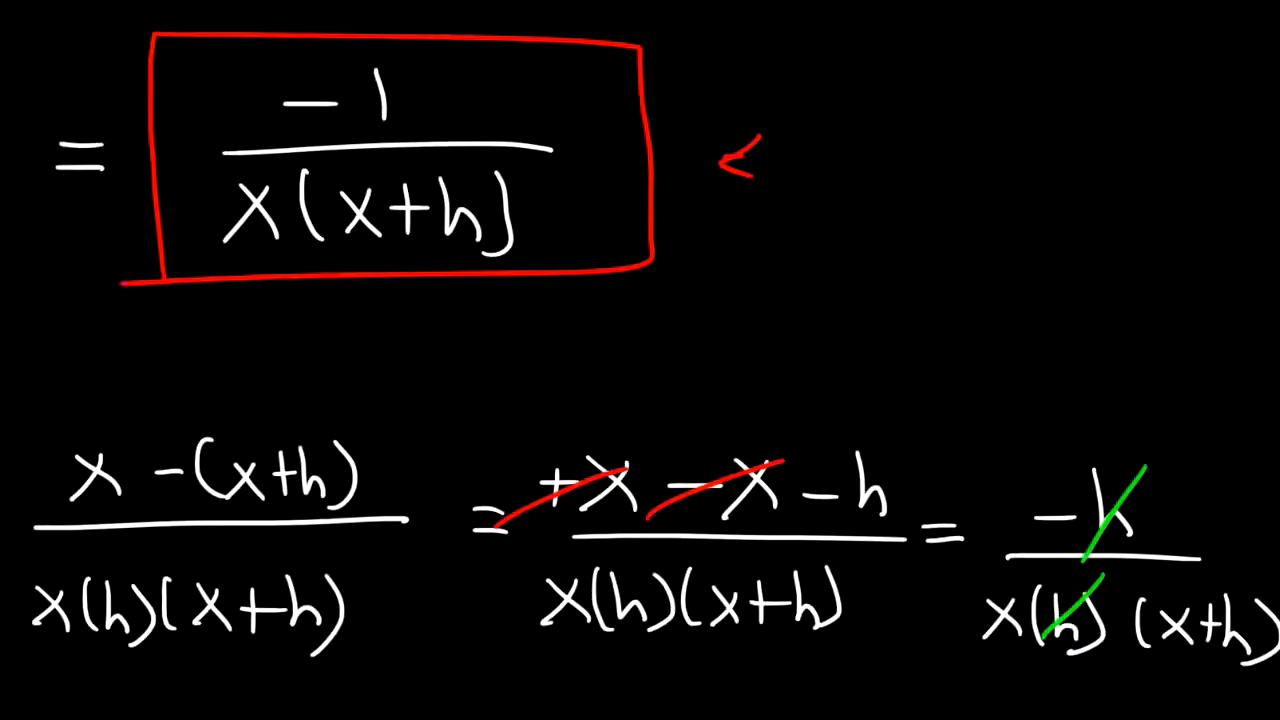 = -1 / x(x+h) <
x -(x+h) / x(h)(x+h) = +x - x - h / x(h)(x+h) = -h / x(h)(x+h)